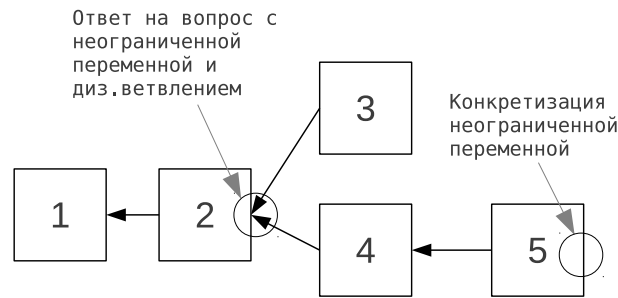 Ответ на вопрос с
неограниченной
переменной и
диз.ветвлением
3
Конкретизация
неограниченной
переменной
1
2
4
5